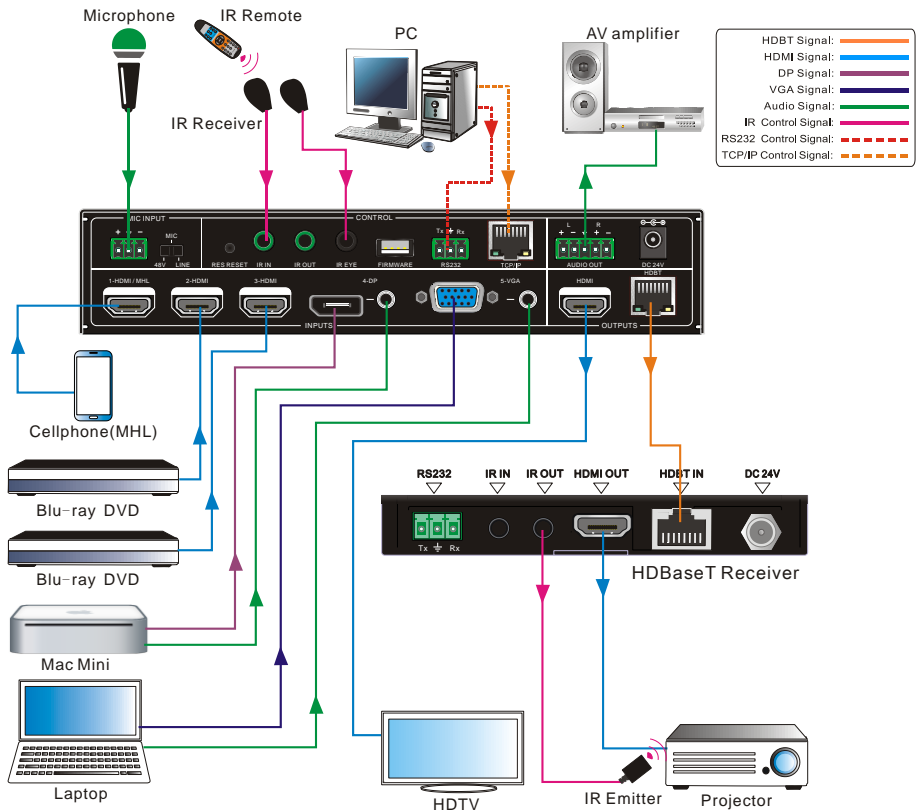 Microphone
IR Remote
PC
AV amplifier
HDBT Signal:
HDMI Signal:
DP Signal:
VGA Signal:
Audio Signal:
IR Control Signal:
RS232 Control Signal:
TCP/IP Control Signal:
IR Receiver
MIC INPUT
CONTROL
+ − −
MIC
48V LINE
RES RESET
IR IN
IR OUT
IR EYE
FIRMWARE
Tx Rx
RS232
TCP/IP
L R
+ − + −
AUDIO OUT
DC 24V
1-HDMI / MHL
2-HDMI
3-HDMI
4-DP
5-VGA
HDMI
HDBT
INPUTS
OUTPUTS
Cellphone(MHL)
Blu-ray DVD
Blu-ray DVD
Mac Mini
Laptop
RS232
IR IN
IR OUT
HDMI OUT
HDBT IN
DC 24V
Tx Rx
HDBaseT Receiver
HDTV
IR Emitter
Projector